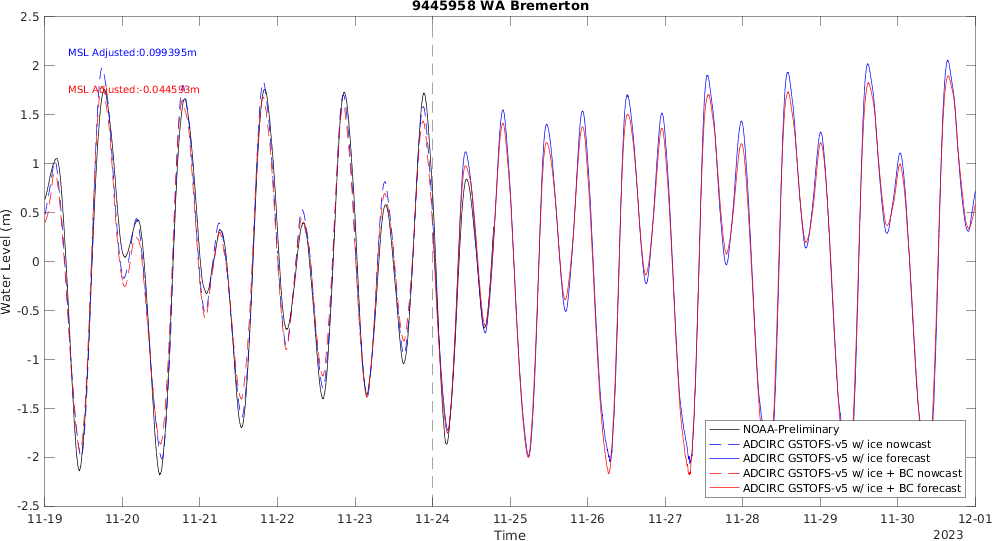 9445958 WA Bremerton
MSL Adjusted:0.099395m
MSL Adjusted:-0.044593m
Water Level (m)
2.5
2
1.5
1
0.5
0
-0.5
-1
-1.5
-2
-2.5
NOAA-Preliminary
ADCIRC GSTOFS-v5 w/ ice nowcast
ADCIRC GSTOFS-v5 w/ ice forecast
ADCIRC GSTOFS-v5 w/ ice + BC nowcast
ADCIRC GSTOFS-v5 w/ ice + BC forecast
11-19 11-20 11-21 11-22 11-23 11-24 11-25 11-26 11-27 11-28 11-29 11-30 12-01
Time
2023